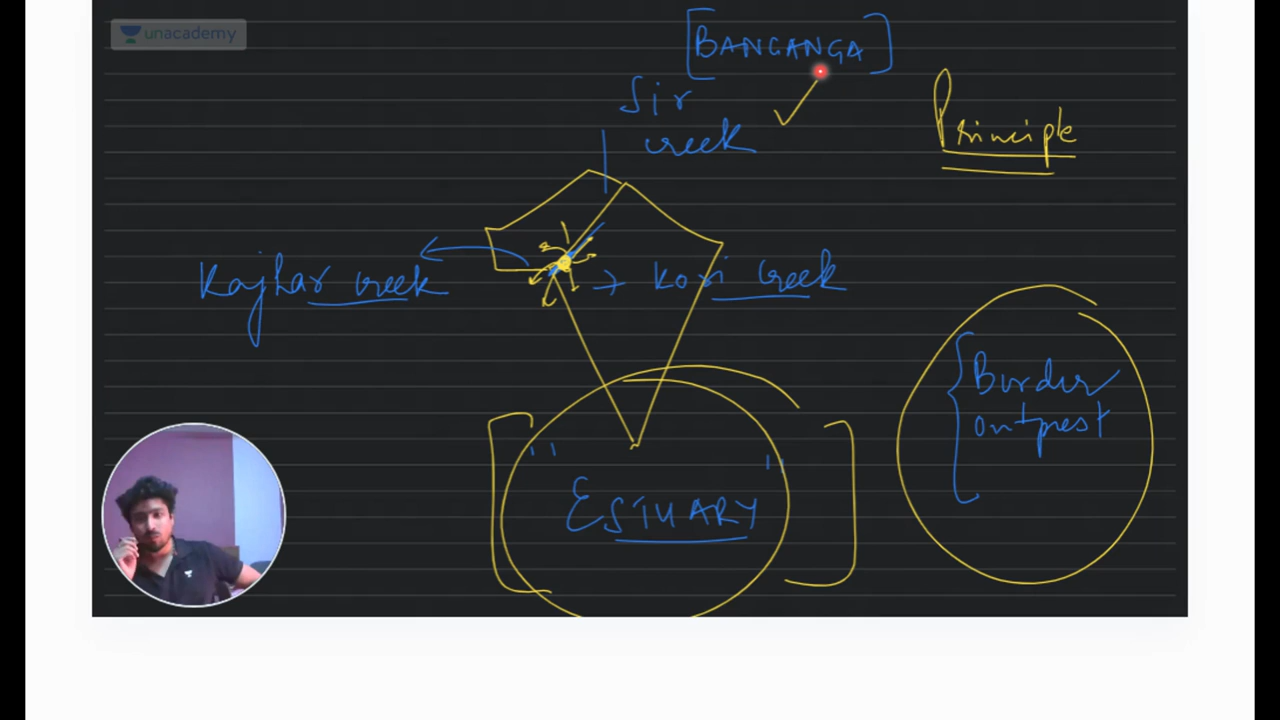 unacademy
[BANGANGA]
Sir
creek
Principle
Kajhar creek
Kori creek
Border
outpost
"ESTUARY"